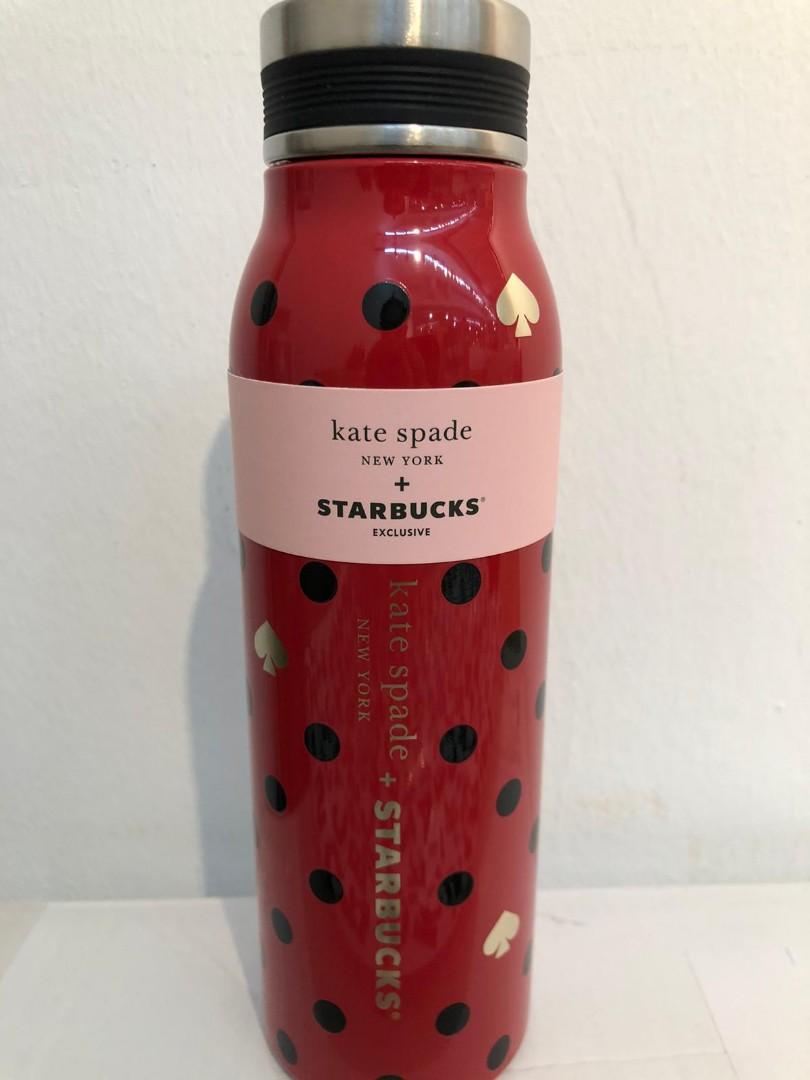 kate spade
NEW YORK
+
STARBUCKS®
EXCLUSIVE
kate spade + STARBUCKS®
NEW YORK